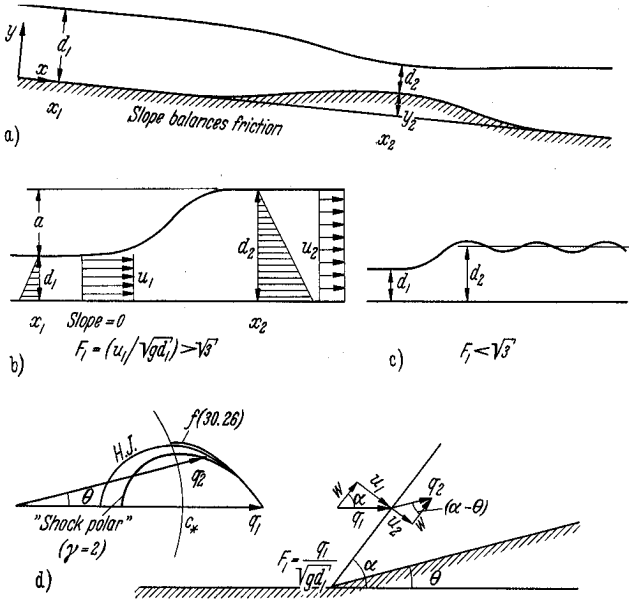 y
x
d₁
x₁
Slope balances friction
d₂
y₂
x₂
a)
a
d₁
u₁
d₂
u₂
x₁
Slope = 0
x₂
F₁ = (u₁/√gd₁) > √3
b)
d₁
d₂
F₁ < √3
c)
H.J.
f(30.26)
q₂
θ
"Shock polar"
(γ=2)
c*
q₁
d)
w
u₁
α
q₁
q₂
u₂
w
(α-θ)
F₁ = q₁/√gd₁
α
θ